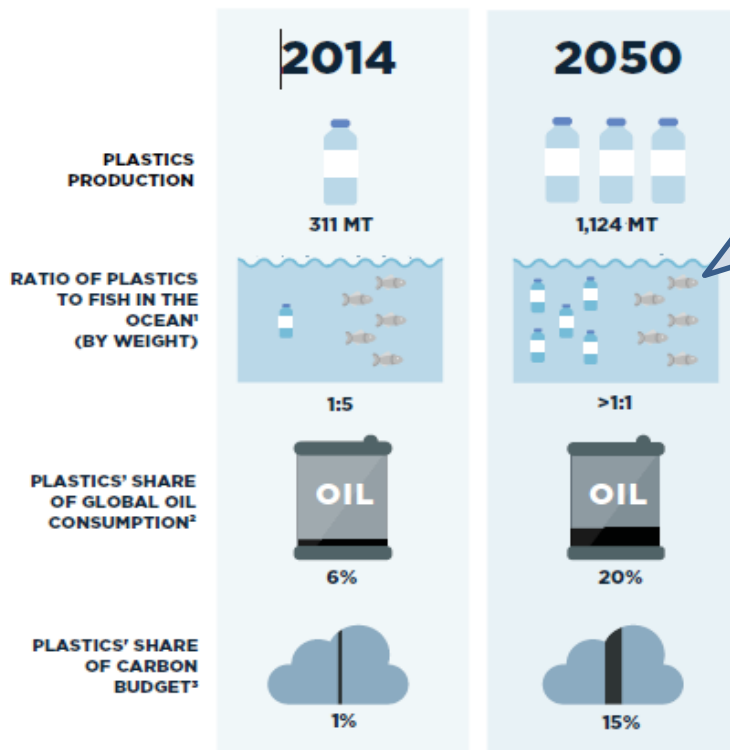 2014
2050
PLASTICS
PRODUCTION
311 MT
1,124 MT
RATIO OF PLASTICS
TO FISH IN THE
OCEAN¹
(BY WEIGHT)
1:5
>1:1
PLASTICS' SHARE
OF GLOBAL OIL
CONSUMPTION²
OIL
OIL
6%
20%
PLASTICS' SHARE
OF CARBON
BUDGET³
1%
15%